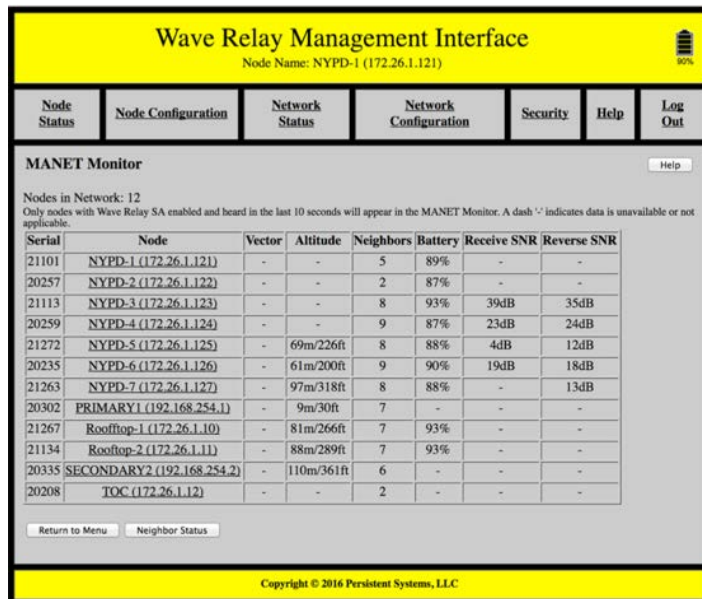 Wave Relay Management Interface
Node Name: NYPD-1 (172.26.1.121)
90%
Node Status Node Configuration Network Status Network Configuration Security Help Log Out
MANET Monitor Help
Nodes in Network: 12
Only nodes with Wave Relay SA enabled and heard in the last 10 seconds will appear in the MANET Monitor. A dash '-' indicates data is unavailable or not
applicable.
Serial Node Vector Altitude Neighbors Battery Receive SNR Reverse SNR
21101 NYPD-1 (172.26.1.121) - - 5 89% - -
20257 NYPD-2 (172.26.1.122) - - 2 87% - -
21113 NYPD-3 (172.26.1.123) - - 8 93% 39dB 35dB
20259 NYPD-4 (172.26.1.124) - - 9 87% 23dB 24dB
21272 NYPD-5 (172.26.1.125) - 69m/226ft 8 88% 4dB 12dB
20235 NYPD-6 (172.26.1.126) - 61m/200ft 9 90% 19dB 18dB
21263 NYPD-7 (172.26.1.127) - 97m/318ft 8 88% - 13dB
20302 PRIMARY1 (192.168.254.1) - 9m/30ft 7 - - -
21267 Roofftop-1 (172.26.1.10) - 81m/266ft 7 93% - -
21134 Rooftop-2 (172.26.1.11) - 88m/289ft 7 93% - -
20335 SECONDARY2 (192.168.254.2) - 110m/361ft 6 - - -
20208 TOC (172.26.1.12) - - 2 - - -
Return to Menu Neighbor Status
Copyright © 2016 Persistent Systems, LLC